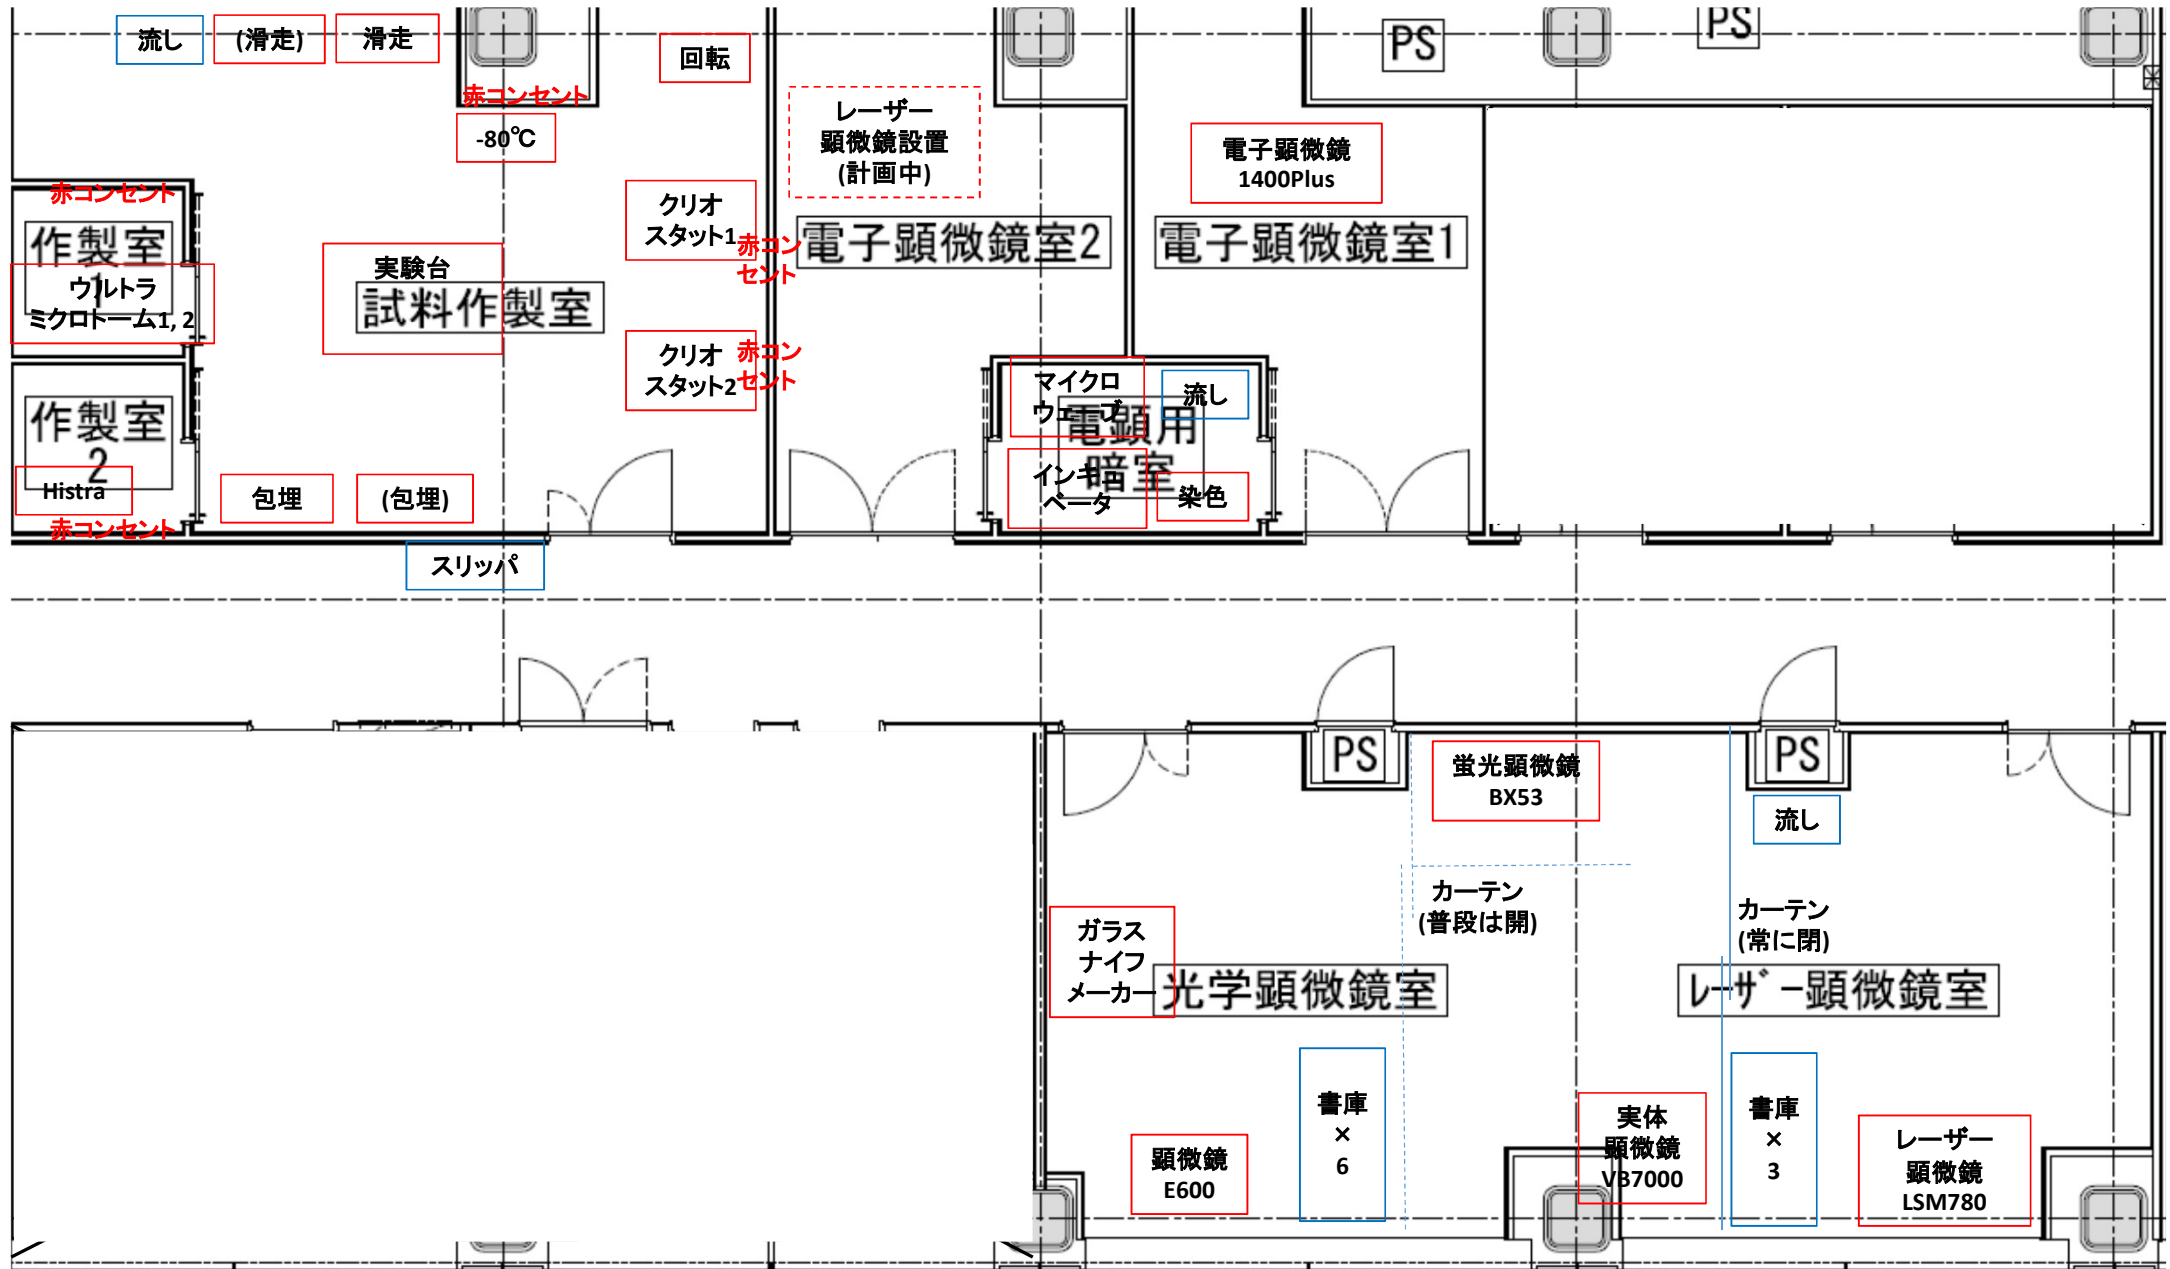 流し
(滑走)
滑走
回転
PS
PS
赤コンセント
-80℃
レーザー
顕微鏡設置
(計画中)
電子顕微鏡
1400Plus
赤コンセント
作製室
1
ウルトラ
ミクロトーム1, 2
実験台
試料作製室
クリオ
スタット1
赤コン
セント
電子顕微鏡室2
電子顕微鏡室1
クリオ
スタット2
赤コン
セント
作製室
2
Histra
赤コンセント
包埋
(包埋)
マイクロ
ウェーブ
流し
電顕用
暗室
インキュ
ベータ
染色
スリッパ
PS
蛍光顕微鏡
BX53
PS
流し
カーテン
(普段は開)
カーテン
(常に閉)
ガラス
ナイフ
メーカー
光学顕微鏡室
レーザー顕微鏡室
書庫
×
6
顕微鏡
E600
実体
顕微鏡
VB7000
書庫
×
3
レーザー
顕微鏡
LSM780